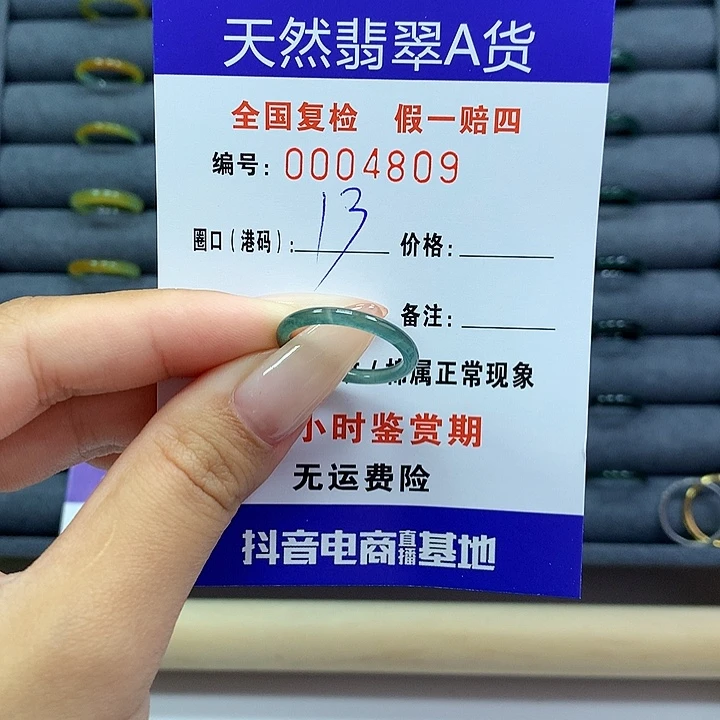 天然翡翠A货
全国复检 假一赔四
编号: 0004809
圈口(港码): 13 价格:
备注:
/棉属正常现象
小时鉴赏期
无运费险
抖音电商直播基地